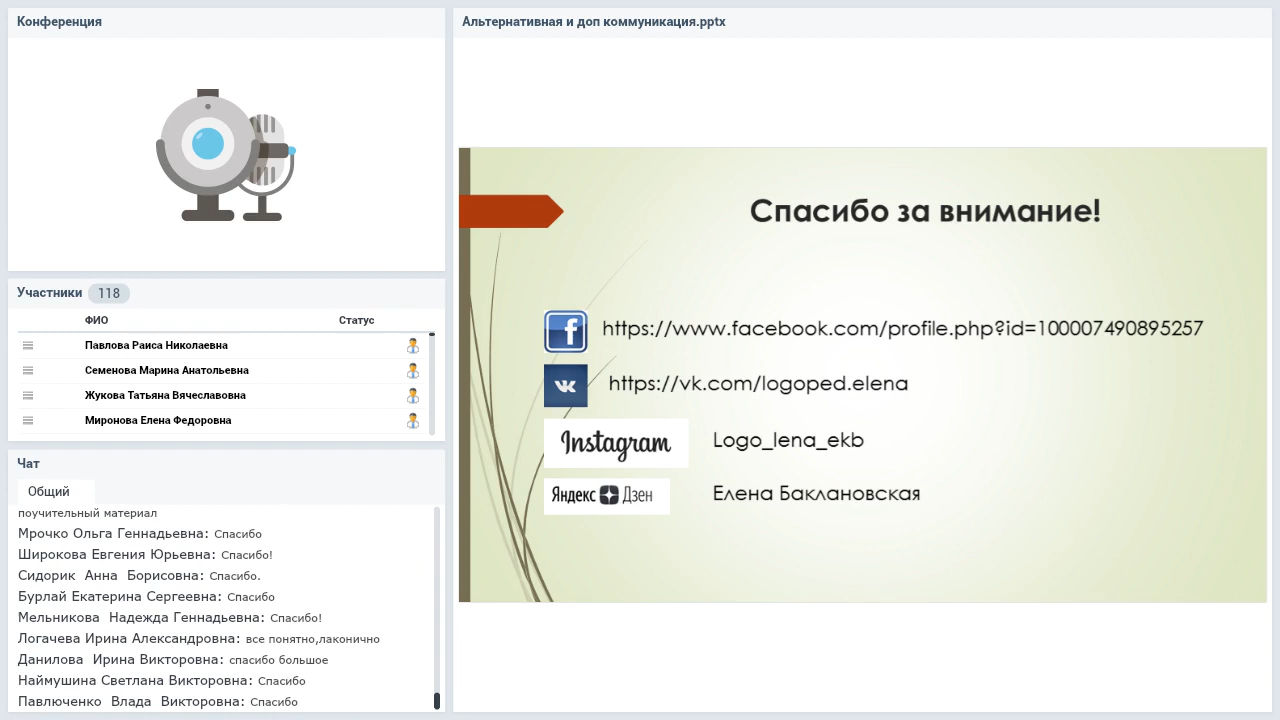 Конференция
Участники 118
ФИО Статус
Павлова Раиса Николаевна
Семенова Марина Анатольевна
Жукова Татьяна Вячеславовна
Миронова Елена Федоровна
Чат
Общий
поучительный материал
Мрочко Ольга Геннадьевна: Спасибо
Широкова Евгения Юрьевна: Спасибо!
Сидорик Анна Борисовна: Спасибо.
Бурлай Екатерина Сергеевна: Спасибо
Мельникова Надежда Геннадьевна: Спасибо!
Логачева Ирина Александровна: все понятно,лаконично
Данилова Ирина Викторовна: спасибо большое
Наймушина Светлана Викторовна: Спасибо
Павлюченко Влада Викторовна: Спасибо
Альтернативная и доп коммуникация.pptx
Спасибо за внимание!
f https://www.facebook.com/profile.php?id=100007490895257
vk https://vk.com/logoped.elena
Instagram Logo_lena_ekb
Яндекс Дзен Елена Баклановская